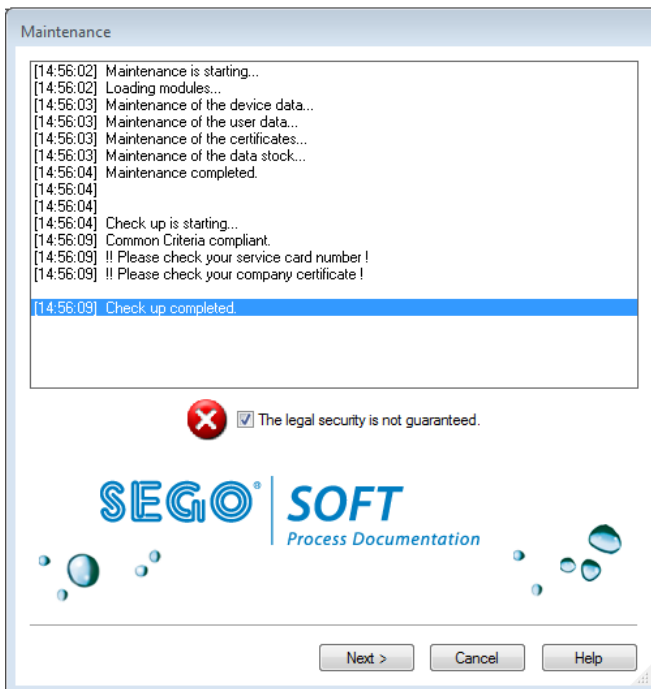 Maintenance
[14:56:02] Maintenance is starting...
[14:56:02] Loading modules...
[14:56:03] Maintenance of the device data...
[14:56:03] Maintenance of the user data...
[14:56:03] Maintenance of the certificates...
[14:56:03] Maintenance of the data stock...
[14:56:04] Maintenance completed.
[14:56:04]
[14:56:04]
[14:56:04] Check up is starting...
[14:56:09] Common Criteria compliant.
[14:56:09] !! Please check your service card number !
[14:56:09] !! Please check your company certificate !
[14:56:09] Check up completed.
The legal security is not guaranteed.
SEGO® SOFT
Process Documentation
Next > Cancel Help